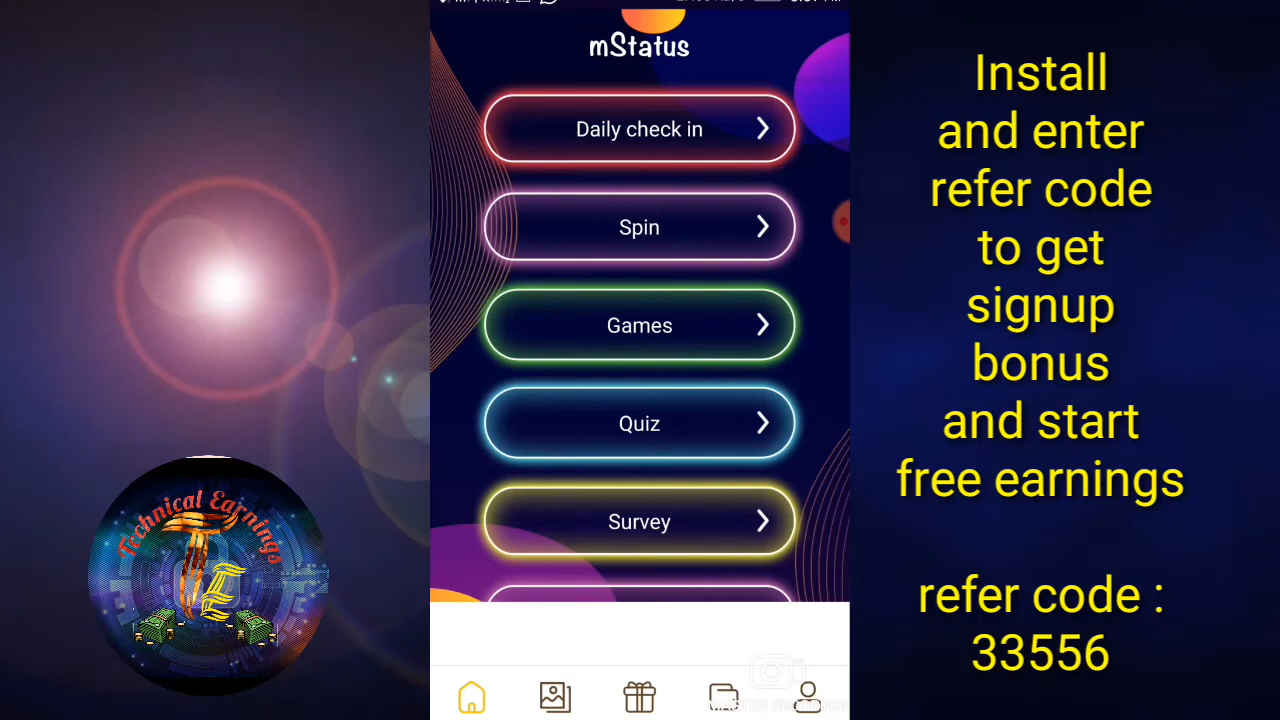 mStatus
Daily check in
Spin
Games
Quiz
Survey
Install
and enter
refer code
to get
signup
bonus
and start
free earnings
refer code :
33556
Technical Earnings
TE